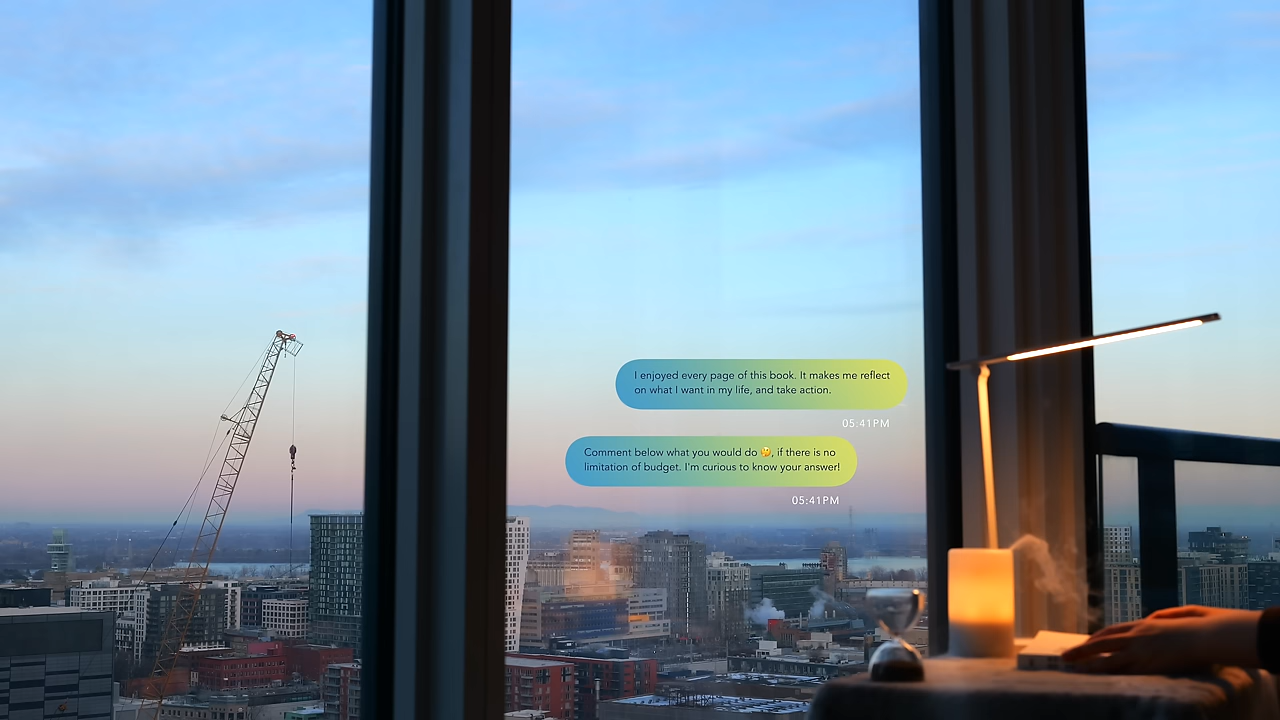 I enjoyed every page of this book. It makes me reflect
on what I want in my life, and take action.
05:41PM
Comment below what you would do 🤔, if there is no
limitation of budget. I'm curious to know your answer!
05:41PM